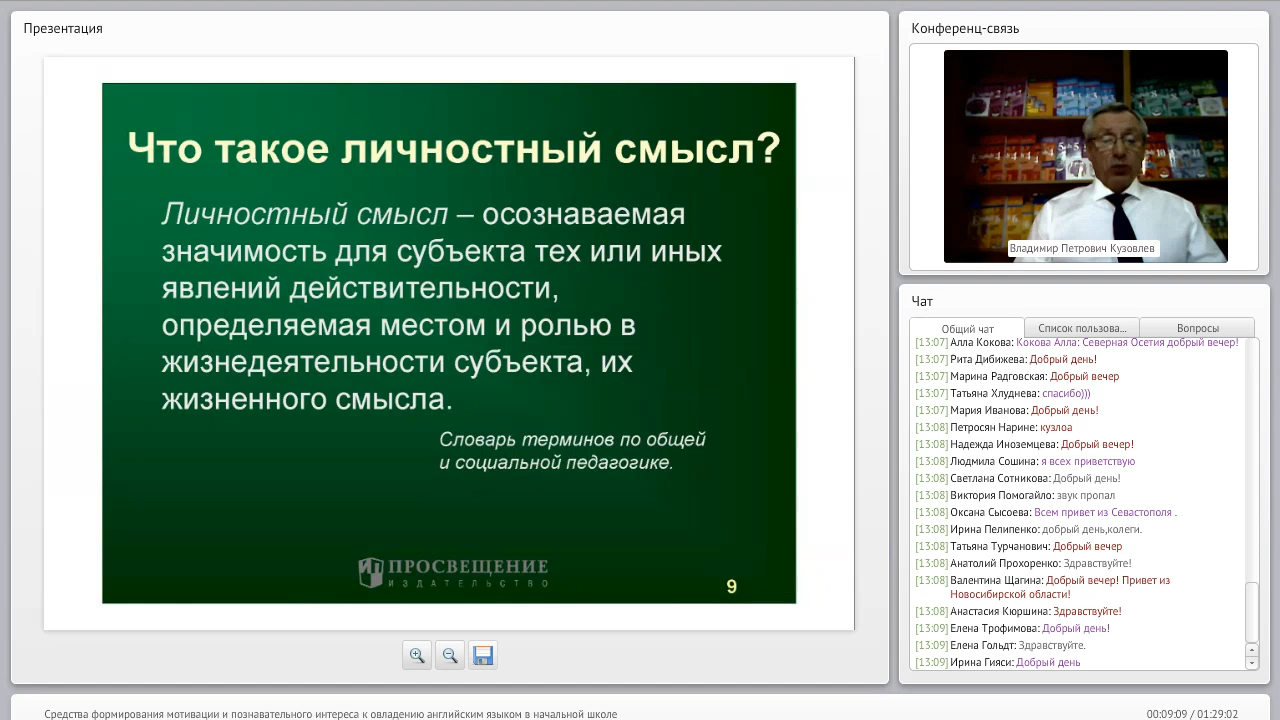 Презентация
Что такое личностный смысл?
Личностный смысл – осознаваемая
значимость для субъекта тех или иных
явлений действительности,
определяемая местом и ролью в
жизнедеятельности субъекта, их
жизненного смысла.
Словарь терминов по общей
и социальной педагогике.
ПРОСВЕЩЕНИЕ
ИЗДАТЕЛЬСТВО
9
Конференц-связь
Владимир Петрович Кузовлев
Чат
Общий чат
Список пользова...
Вопросы
[13:07] Алла Кокова: Кокова Алла: Северная Осетия добрый вечер!
[13:07] Рита Дибижева: Добрый день!
[13:07] Марина Радговская: Добрый вечер
[13:07] Татьяна Хлуднева: спасибо)))
[13:07] Мария Иванова: Добрый день!
[13:08] Петросян Нарине: кузлоа
[13:08] Надежда Иноземцева: Добрый вечер!
[13:08] Людмила Сошина: я всех приветствую
[13:08] Светлана Сотникова: Добрый день!
[13:08] Виктория Помогайло: звук пропал
[13:08] Оксана Сысоева: Всем привет из Севастополя .
[13:08] Ирина Пелипенко: добрый день,колеги.
[13:08] Татьяна Турчанович: Добрый вечер
[13:08] Анатолий Прохоренко: Здравствуйте!
[13:08] Валентина Щагина: Добрый вечер! Привет из
Новосибирской области!
[13:08] Анастасия Кюршина: Здравствуйте!
[13:09] Елена Трофимова: Добрый день!
[13:09] Елена Гольдт: Здравствуйте.
[13:09] Ирина Гияси: Добрый день
Средства формирования мотивации и познавательного интереса к овладению английским языком в начальной школе
00:09:09 / 01:29:02